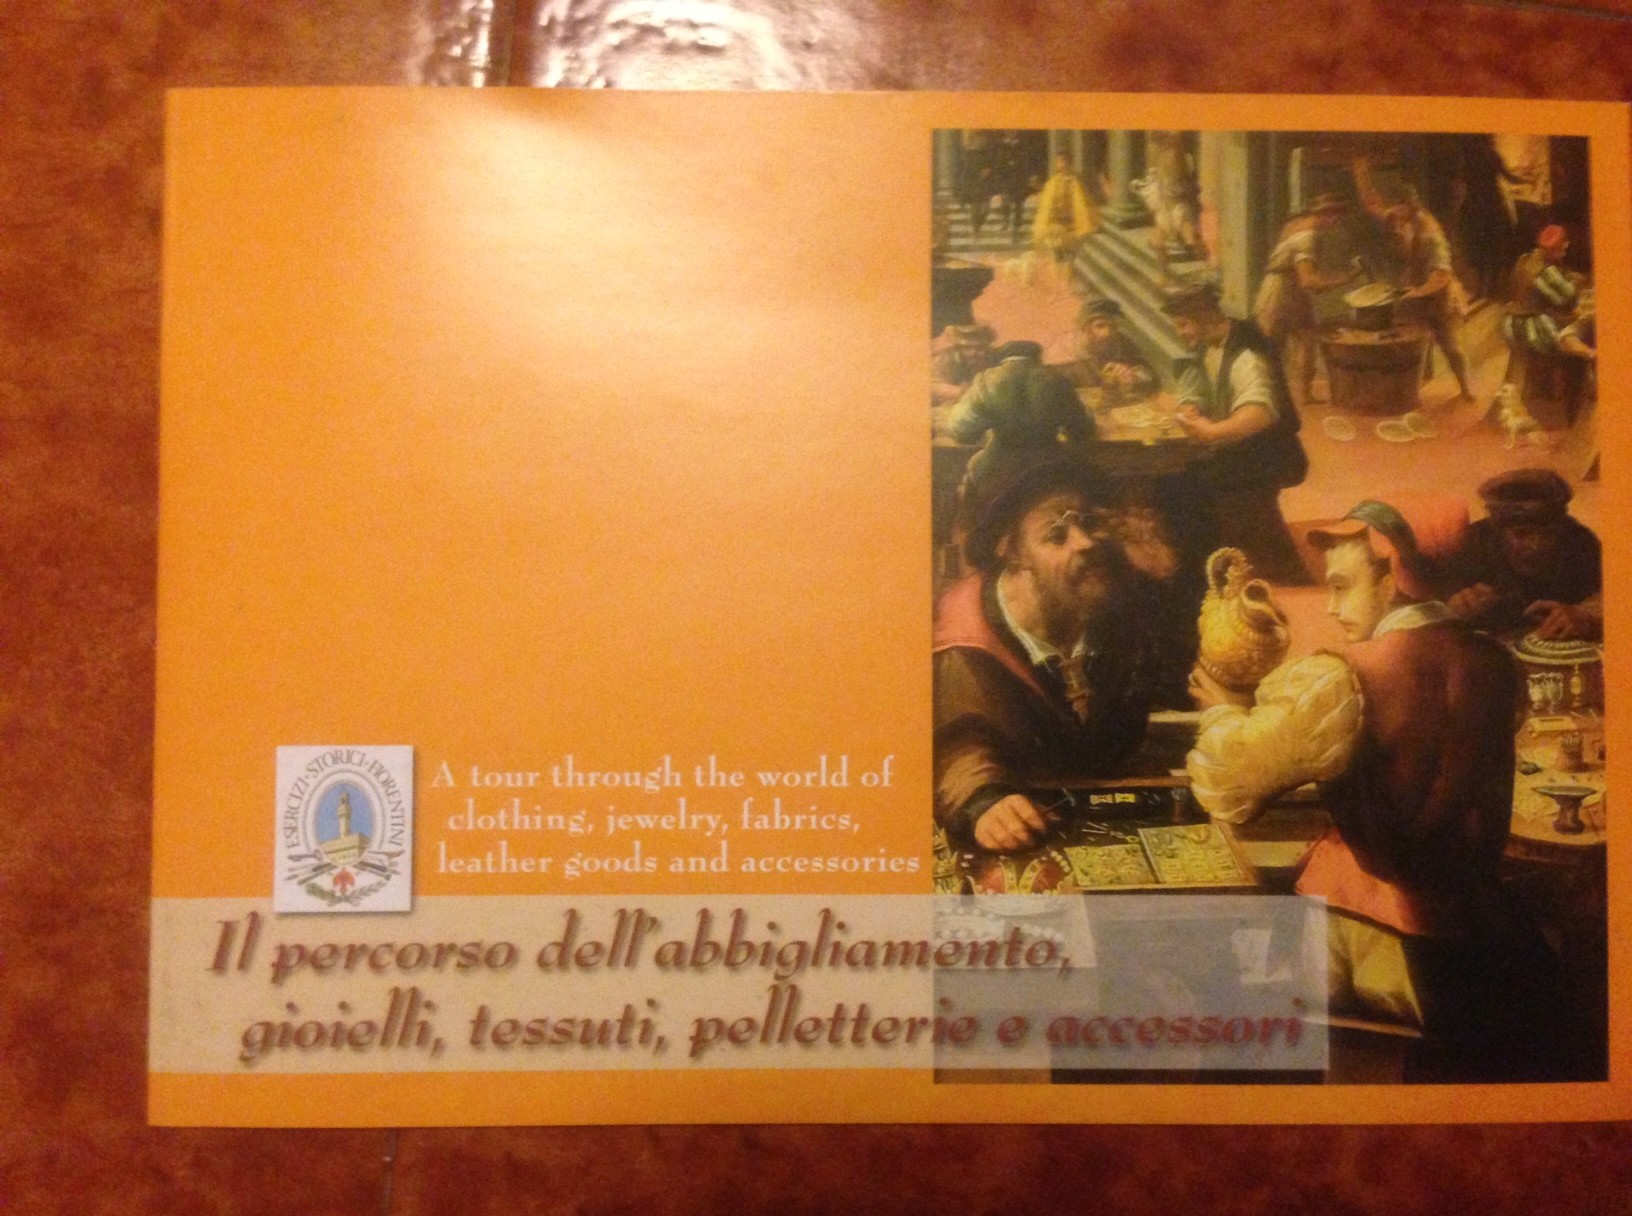 ESERCIZI · STORICI · FIORENTINI
A tour through the world of
clothing, jewelry, fabrics,
leather goods and accessories
Il percorso dell'abbigliamento,
gioielli, tessuti, pelletterie e accessori